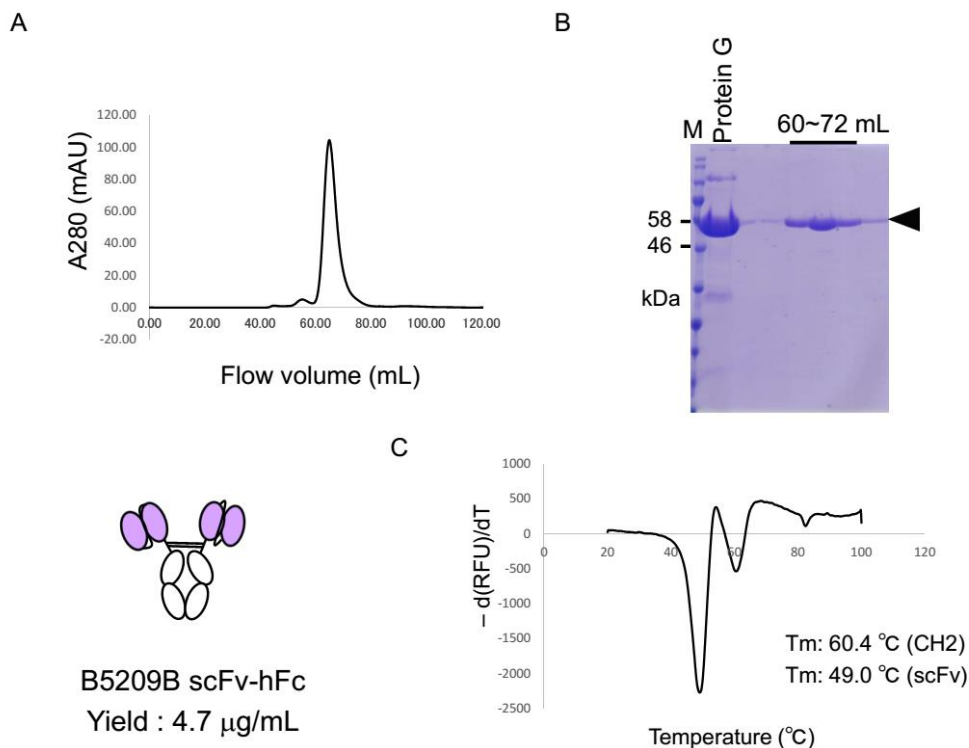 A
A280 (mAU)
120.00
100.00
80.00
60.00
40.00
20.00
0.00
-20.00
0.00 20.00 40.00 60.00 80.00 100.00 120.00
Flow volume (mL)
B
M
Protein G
60~72 mL
58
46
kDa
B5209B scFv-hFc
Yield : 4.7 μg/mL
C
– d(RFU)/dT
1000
500
0
-500
-1000
-1500
-2000
-2500
0 20 40 60 80 100 120
Tm: 60.4 ℃ (CH2)
Tm: 49.0 ℃ (scFv)
Temperature (℃)